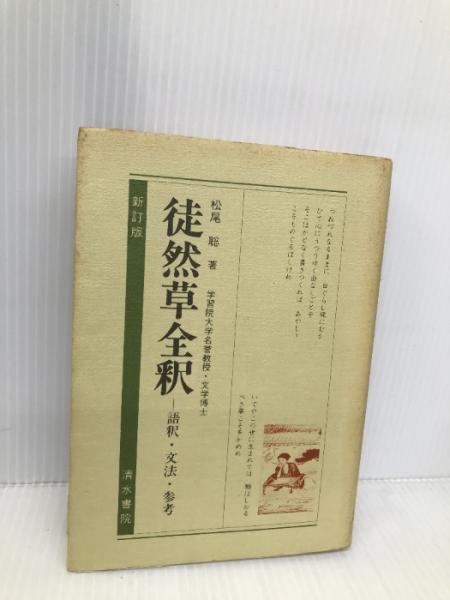 つれづれなるままに 日ぐらし硯にむか
ひて心にうつりゆく由なしごとを
そこはかとなく書きつくれば あやしう
こそものぐるほしけれ
いでやこの世に生まれては 願はしかる
べき事こそ多かめれ
松尾 聰 著
学習院大学名誉教授・文学博士
徒然草全釈
─語釈・文法・参考
新訂版
清水書院